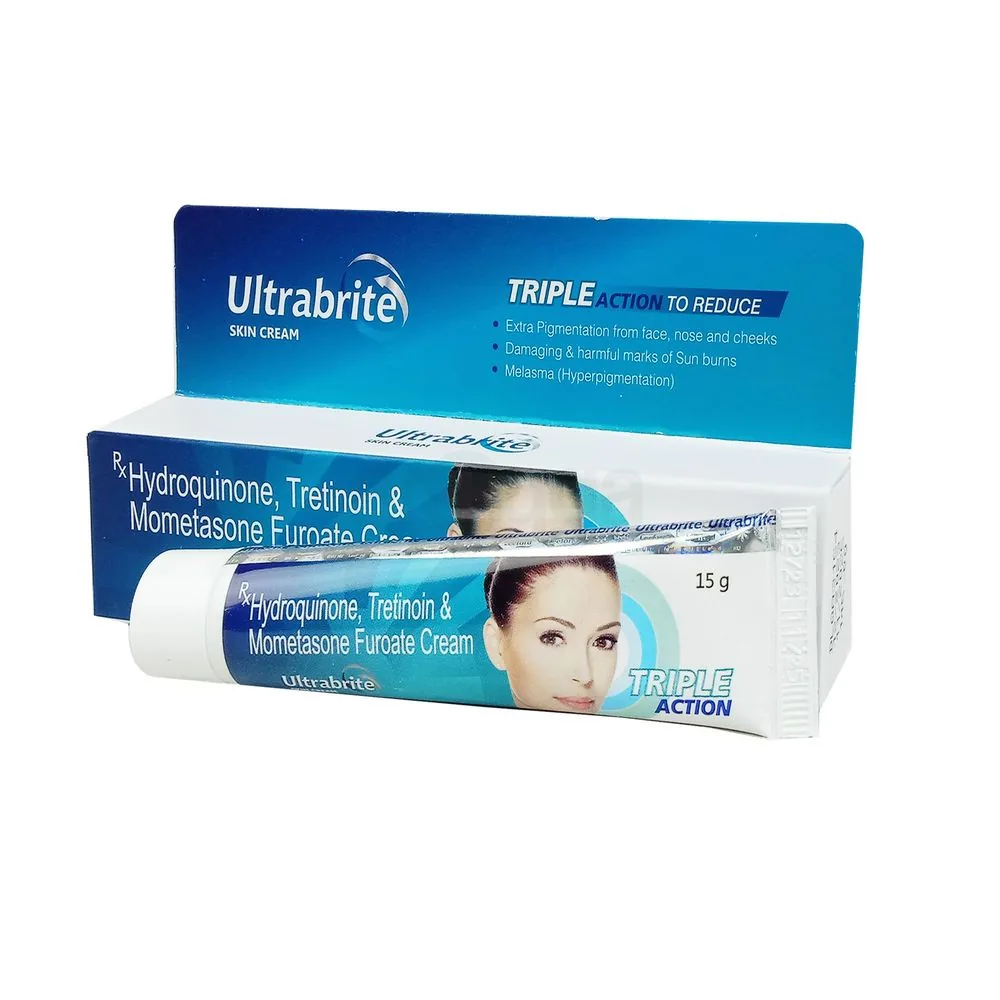 Ultrabrite
SKIN CREAM
TRIPLE ACTION TO REDUCE
• Extra Pigmentation from face, nose and cheeks
• Damaging & harmful marks of Sun burns
• Melasma (Hyperpigmentation)
Ultrabrite
SKIN CREAM
Rx Hydroquinone, Tretinoin &
Mometasone Furoate
Ultrabrite Ultrabrite Ultrabrite
15 g
Rx Hydroquinone, Tretinoin &
Mometasone Furoate Cream
Ultrabrite
TRIPLE
ACTION